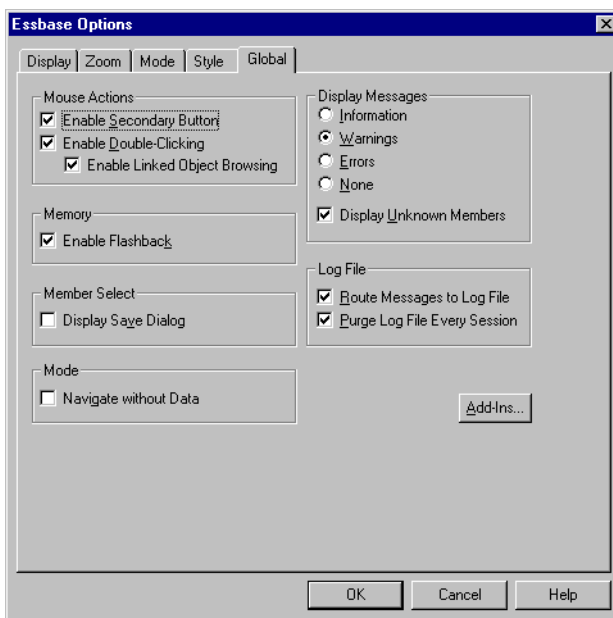 Essbase Options
Display Zoom Mode Style Global
Mouse Actions
Enable Secondary Button
Enable Double-Clicking
Enable Linked Object Browsing
Memory
Enable Flashback
Member Select
Display Save Dialog
Mode
Navigate without Data
Display Messages
Information
Warnings
Errors
None
Display Unknown Members
Log File
Route Messages to Log File
Purge Log File Every Session
Add-Ins...
OK Cancel Help